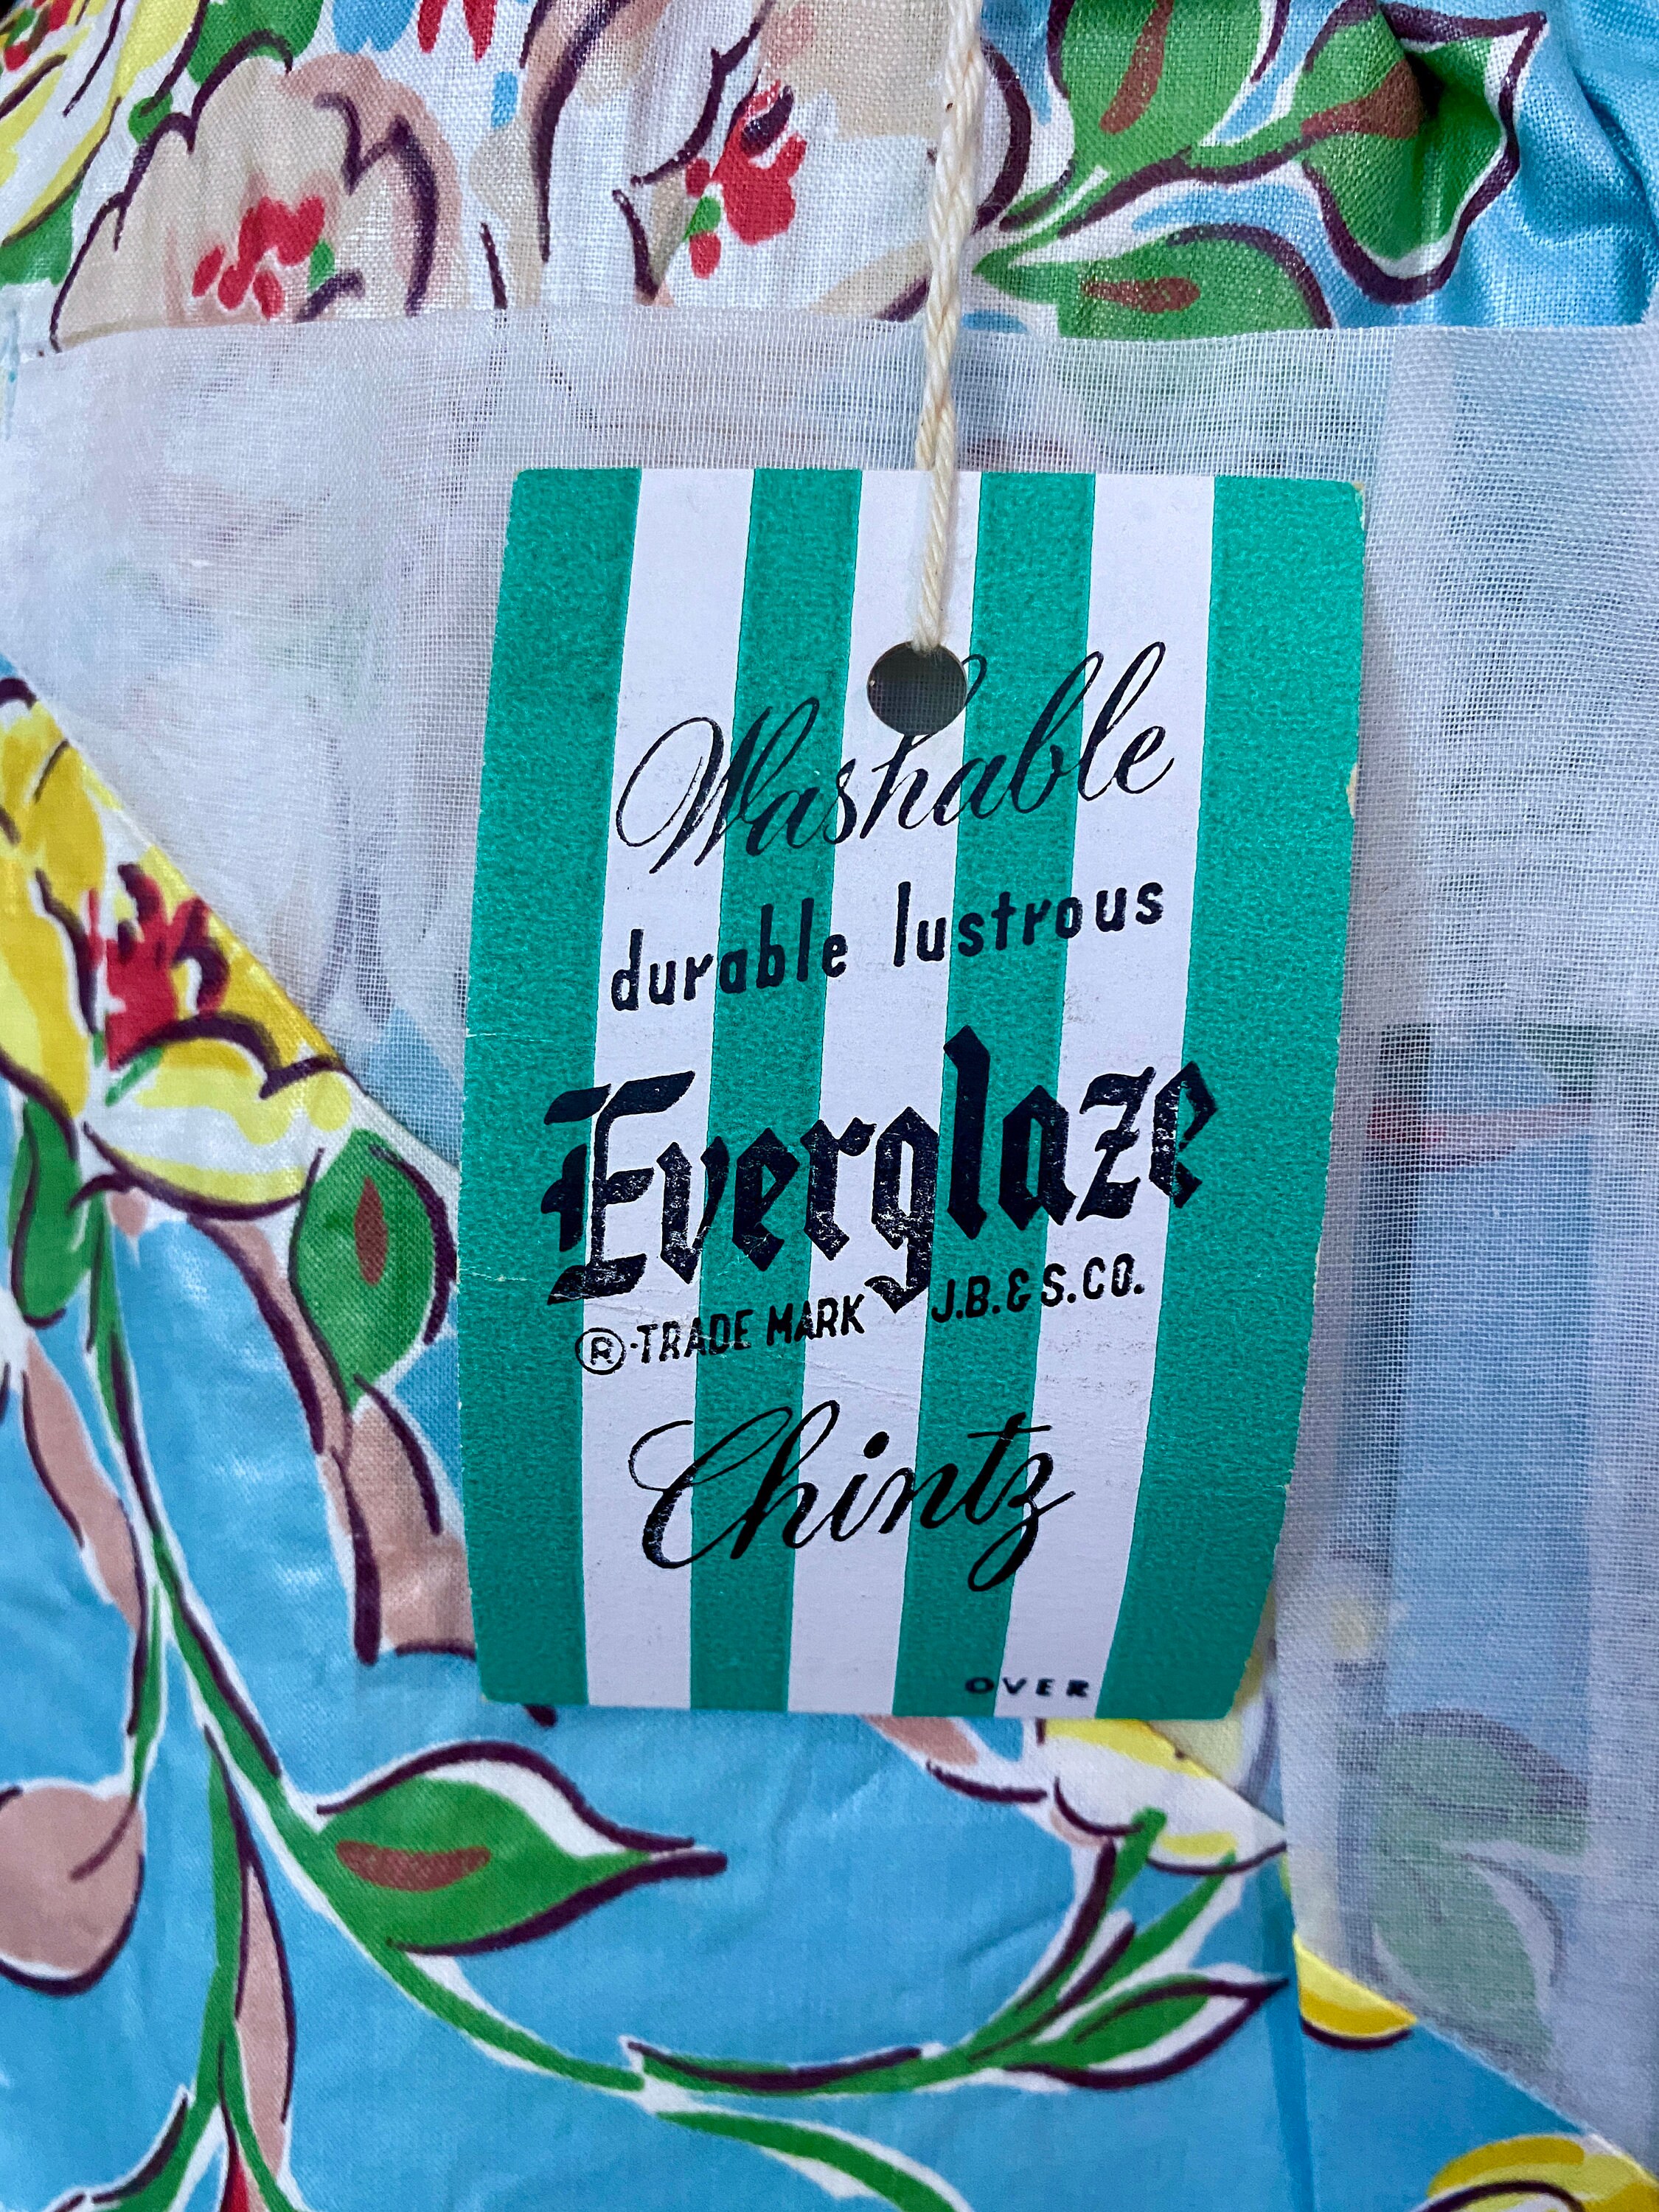 Washable
durable lustrous
Everglaze
®-TRADE MARK J.B.& S.CO.
Chintz
OVER